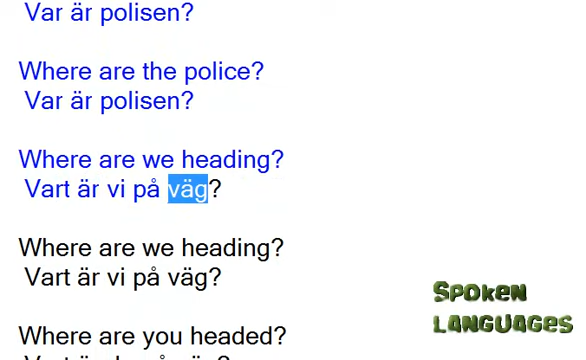 Var är polisen?
Where are the police?
Var är polisen?
Where are we heading?
Vart är vi på väg?
Where are we heading?
Vart är vi på väg?
Where are you headed?
SPOKEN
LANGUAGES